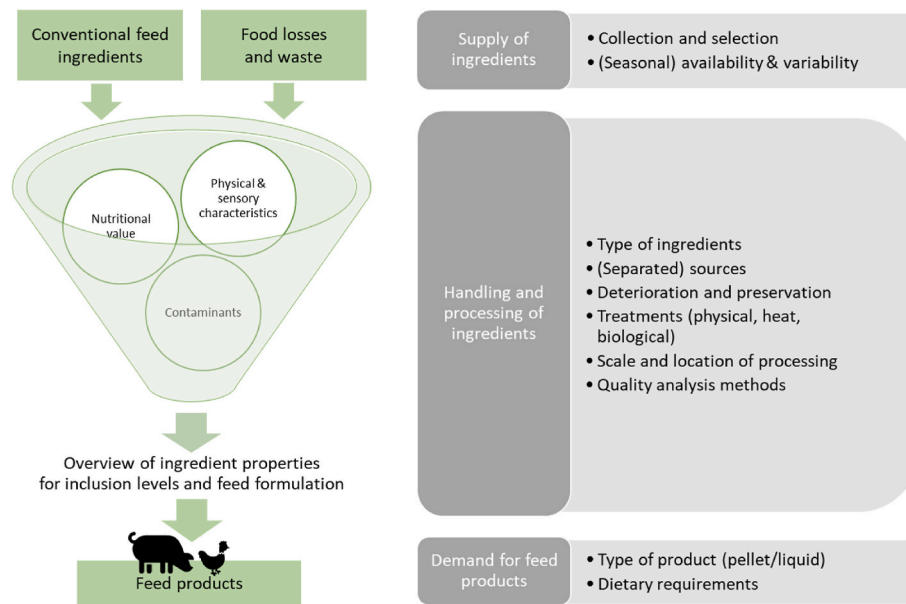 Conventional feed
ingredients
Food losses
and waste
Nutritional
value
Physical &
sensory
characteristics
Contaminants
Overview of ingredient properties
for inclusion levels and feed formulation
Feed products
Supply of
ingredients
• Collection and selection
• (Seasonal) availability & variability
Handling and
processing of
ingredients
• Type of ingredients
• (Separated) sources
• Deterioration and preservation
• Treatments (physical, heat,
biological)
• Scale and location of processing
• Quality analysis methods
Demand for feed
products
• Type of product (pellet/liquid)
• Dietary requirements